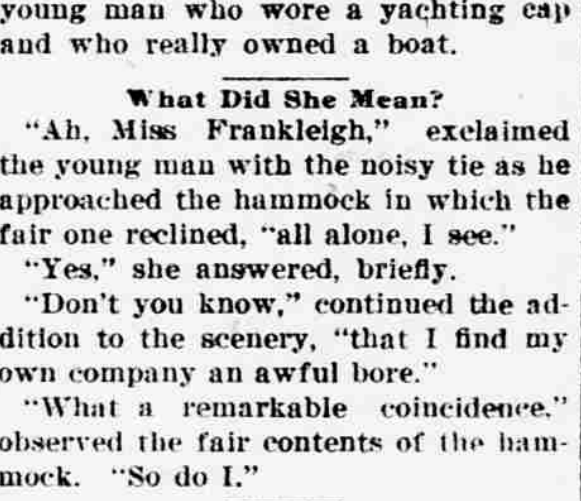 young man who wore a yachting cap
and who really owned a boat.
What Did She Mean?
"Ah, Miss Frankleigh," exclaimed
the young man with the noisy tie as he
approached the hammock in which the
fair one reclined, "all alone, I see."
"Yes," she answered, briefly.
"Don't you know," continued the ad-
dition to the scenery, "that I find my
own company an awful bore."
"What a remarkable coincidence,"
observed the fair contents of the ham-
mock. "So do I."